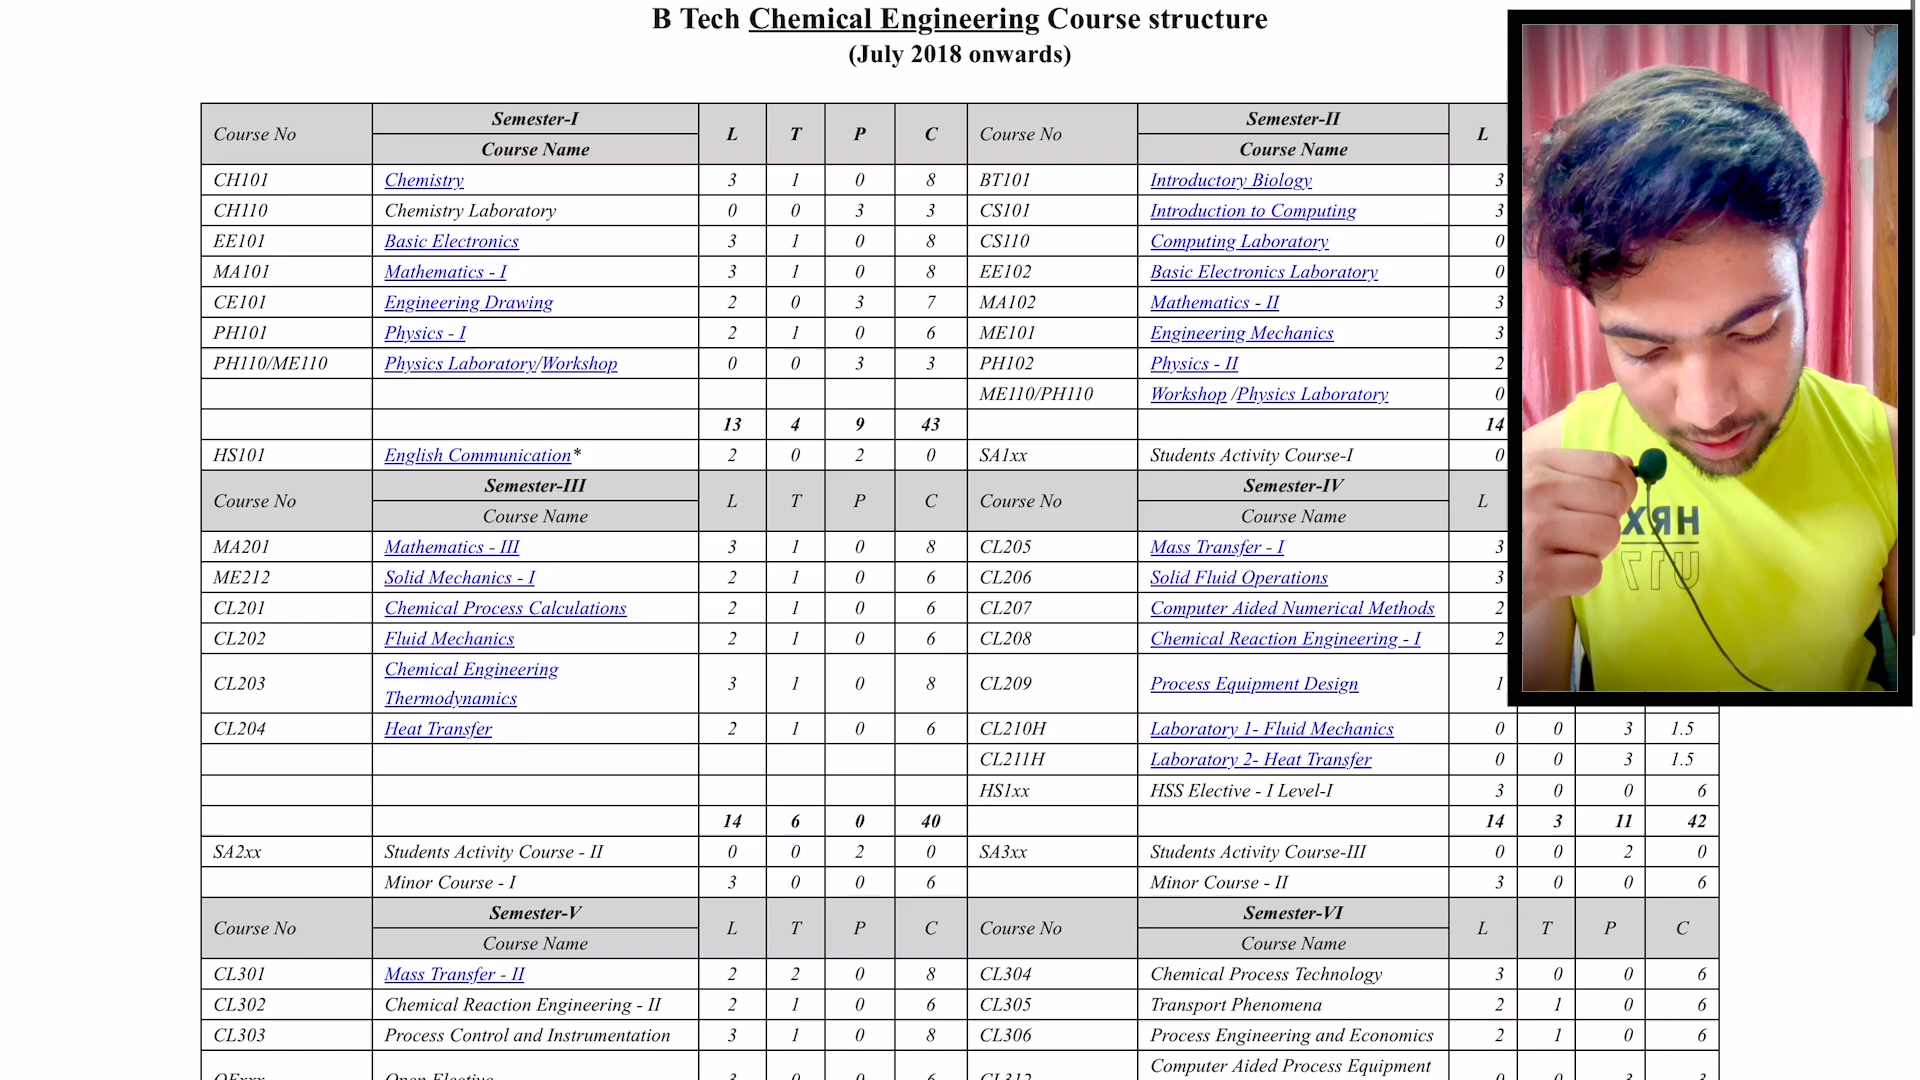 B Tech Chemical Engineering Course structure
(July 2018 onwards)
Course No Semester-I L T P C Course No Semester-II L
Course Name Course Name
CH101 Chemistry 3 1 0 8 BT101 Introductory Biology 3
CH110 Chemistry Laboratory 0 0 3 3 CS101 Introduction to Computing 3
EE101 Basic Electronics 3 1 0 8 CS110 Computing Laboratory 0
MA101 Mathematics - I 3 1 0 8 EE102 Basic Electronics Laboratory 0
CE101 Engineering Drawing 2 0 3 7 MA102 Mathematics - II 3
PH101 Physics - I 2 1 0 6 ME101 Engineering Mechanics 3
PH110/ME110 Physics Laboratory/Workshop 0 0 3 3 PH102 Physics - II 2
ME110/PH110 Workshop /Physics Laboratory 0
13 4 9 43 14
HS101 English Communication* 2 0 2 0 SA1xx Students Activity Course-I 0
Course No Semester-III L T P C Course No Semester-IV L
Course Name Course Name
MA201 Mathematics - III 3 1 0 8 CL205 Mass Transfer - I 3
ME212 Solid Mechanics - I 2 1 0 6 CL206 Solid Fluid Operations 3
CL201 Chemical Process Calculations 2 1 0 6 CL207 Computer Aided Numerical Methods 2
CL202 Fluid Mechanics 2 1 0 6 CL208 Chemical Reaction Engineering - I 2
CL203 Chemical Engineering Thermodynamics 3 1 0 8 CL209 Process Equipment Design 1
CL204 Heat Transfer 2 1 0 6 CL210H Laboratory 1- Fluid Mechanics 0 0 3 1.5
CL211H Laboratory 2- Heat Transfer 0 0 3 1.5
HS1xx HSS Elective - I Level-I 3 0 0 6
14 6 0 40 14 3 11 42
SA2xx Students Activity Course - II 0 0 2 0 SA3xx Students Activity Course-III 0 0 2 0
Minor Course - I 3 0 0 6 Minor Course - II 3 0 0 6
Course No Semester-V L T P C Course No Semester-VI L T P C
Course Name Course Name
CL301 Mass Transfer - II 2 2 0 8 CL304 Chemical Process Technology 3 0 0 6
CL302 Chemical Reaction Engineering - II 2 1 0 6 CL305 Transport Phenomena 2 1 0 6
CL303 Process Control and Instrumentation 3 1 0 8 CL306 Process Engineering and Economics 2 1 0 6
Computer Aided Process Equipment
Open Elective CL312
HRX